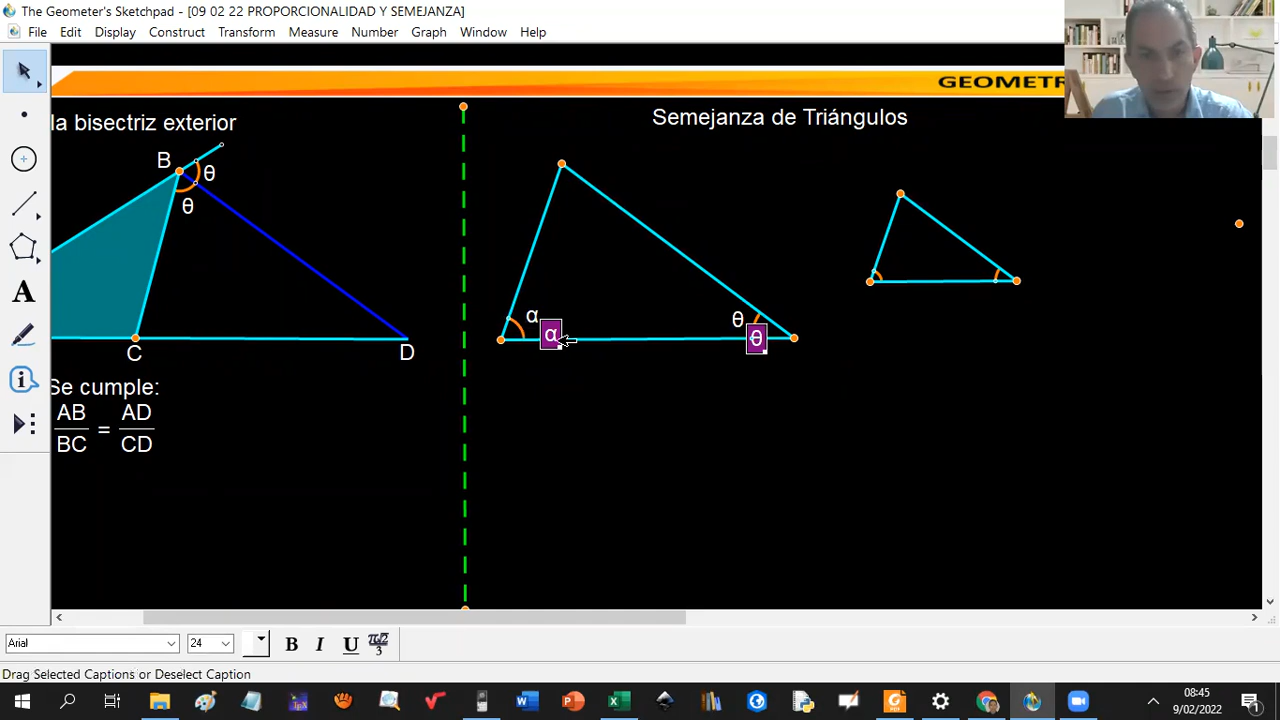 The Geometer's Sketchpad - [09 02 22 PROPORCIONALIDAD Y SEMEJANZA]
File Edit Display Construct Transform Measure Number Graph Window Help
GEOMETR
la bisectriz exterior
Semejanza de Triángulos
B
θ
θ
α
θ
α
θ
C
D
Se cumple:
AB/BC = AD/CD
A
Arial 24 B I U
Drag Selected Captions or Deselect Caption
08:45
9/02/2022